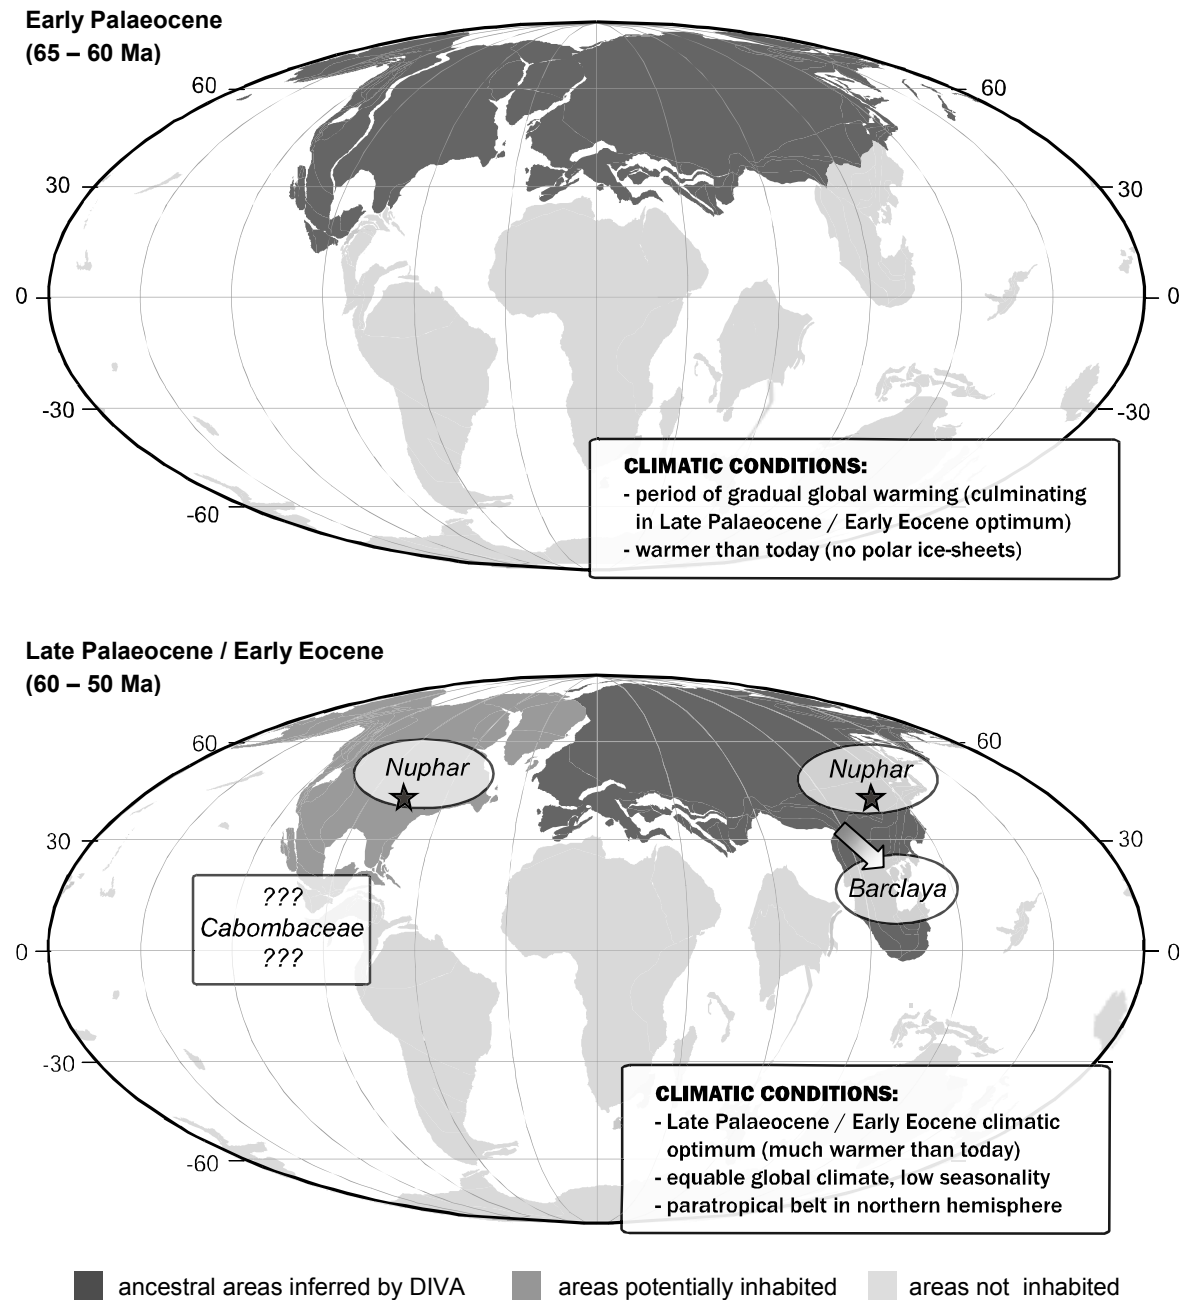 Early Palaeocene
(65 – 60 Ma)
60
60
30
30
0
0
-30
-30
-60
CLIMATIC CONDITIONS:
- period of gradual global warming (culminating
in Late Palaeocene / Early Eocene optimum)
- warmer than today (no polar ice-sheets)
Late Palaeocene / Early Eocene
(60 – 50 Ma)
60
60
Nuphar
Nuphar
30
30
Barclaya
???
Cabombaceae
???
0
0
-30
-60
CLIMATIC CONDITIONS:
- Late Palaeocene / Early Eocene climatic
optimum (much warmer than today)
- equable global climate, low seasonality
- paratropical belt in northern hemisphere
ancestral areas inferred by DIVA
areas potentially inhabited
areas not inhabited